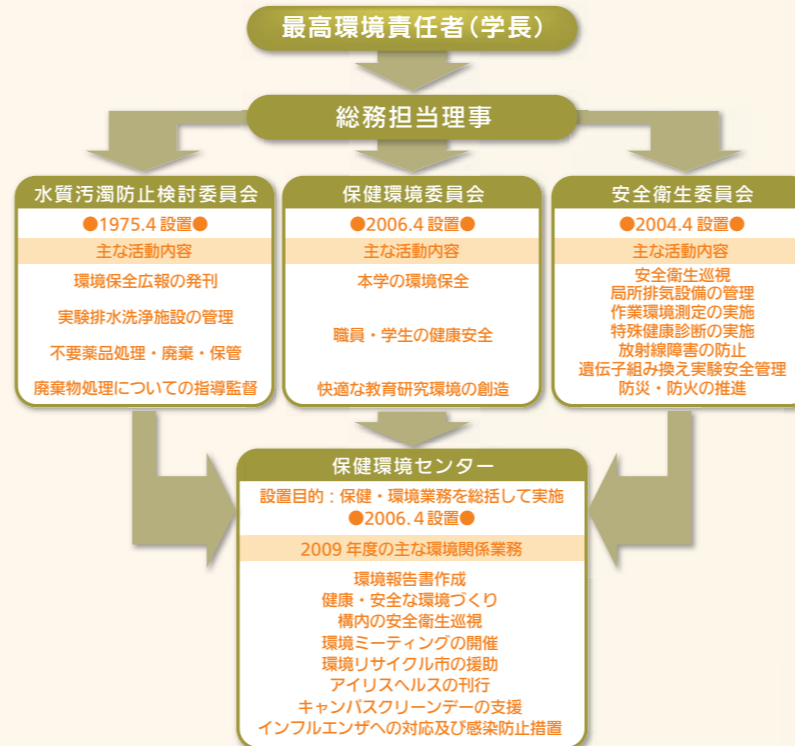 最高環境責任者(学長)
総務担当理事
水質汚濁防止検討委員会
●1975.4 設置●
主な活動内容
環境保全広報の発刊
実験排水洗浄施設の管理
不要薬品処理・廃棄・保管
廃棄物処理についての指導監督
保健環境委員会
●2006.4 設置●
主な活動内容
本学の環境保全
職員・学生の健康安全
快適な教育研究環境の創造
安全衛生委員会
●2004.4 設置●
主な活動内容
安全衛生巡視
局所排気設備の管理
作業環境測定の実施
特殊健康診断の実施
放射線障害の防止
遺伝子組み換え実験安全管理
防災・防火の推進
保健環境センター
設置目的:保健・環境業務を総括して実施
●2006.4 設置●
2009 年度の主な環境関係業務
環境報告書作成
健康・安全な環境づくり
構内の安全衛生巡視
環境ミーティングの開催
環境リサイクル市の援助
アイリスヘルスの刊行
キャンパスクリーンデーの支援
インフルエンザへの対応及び感染防止措置